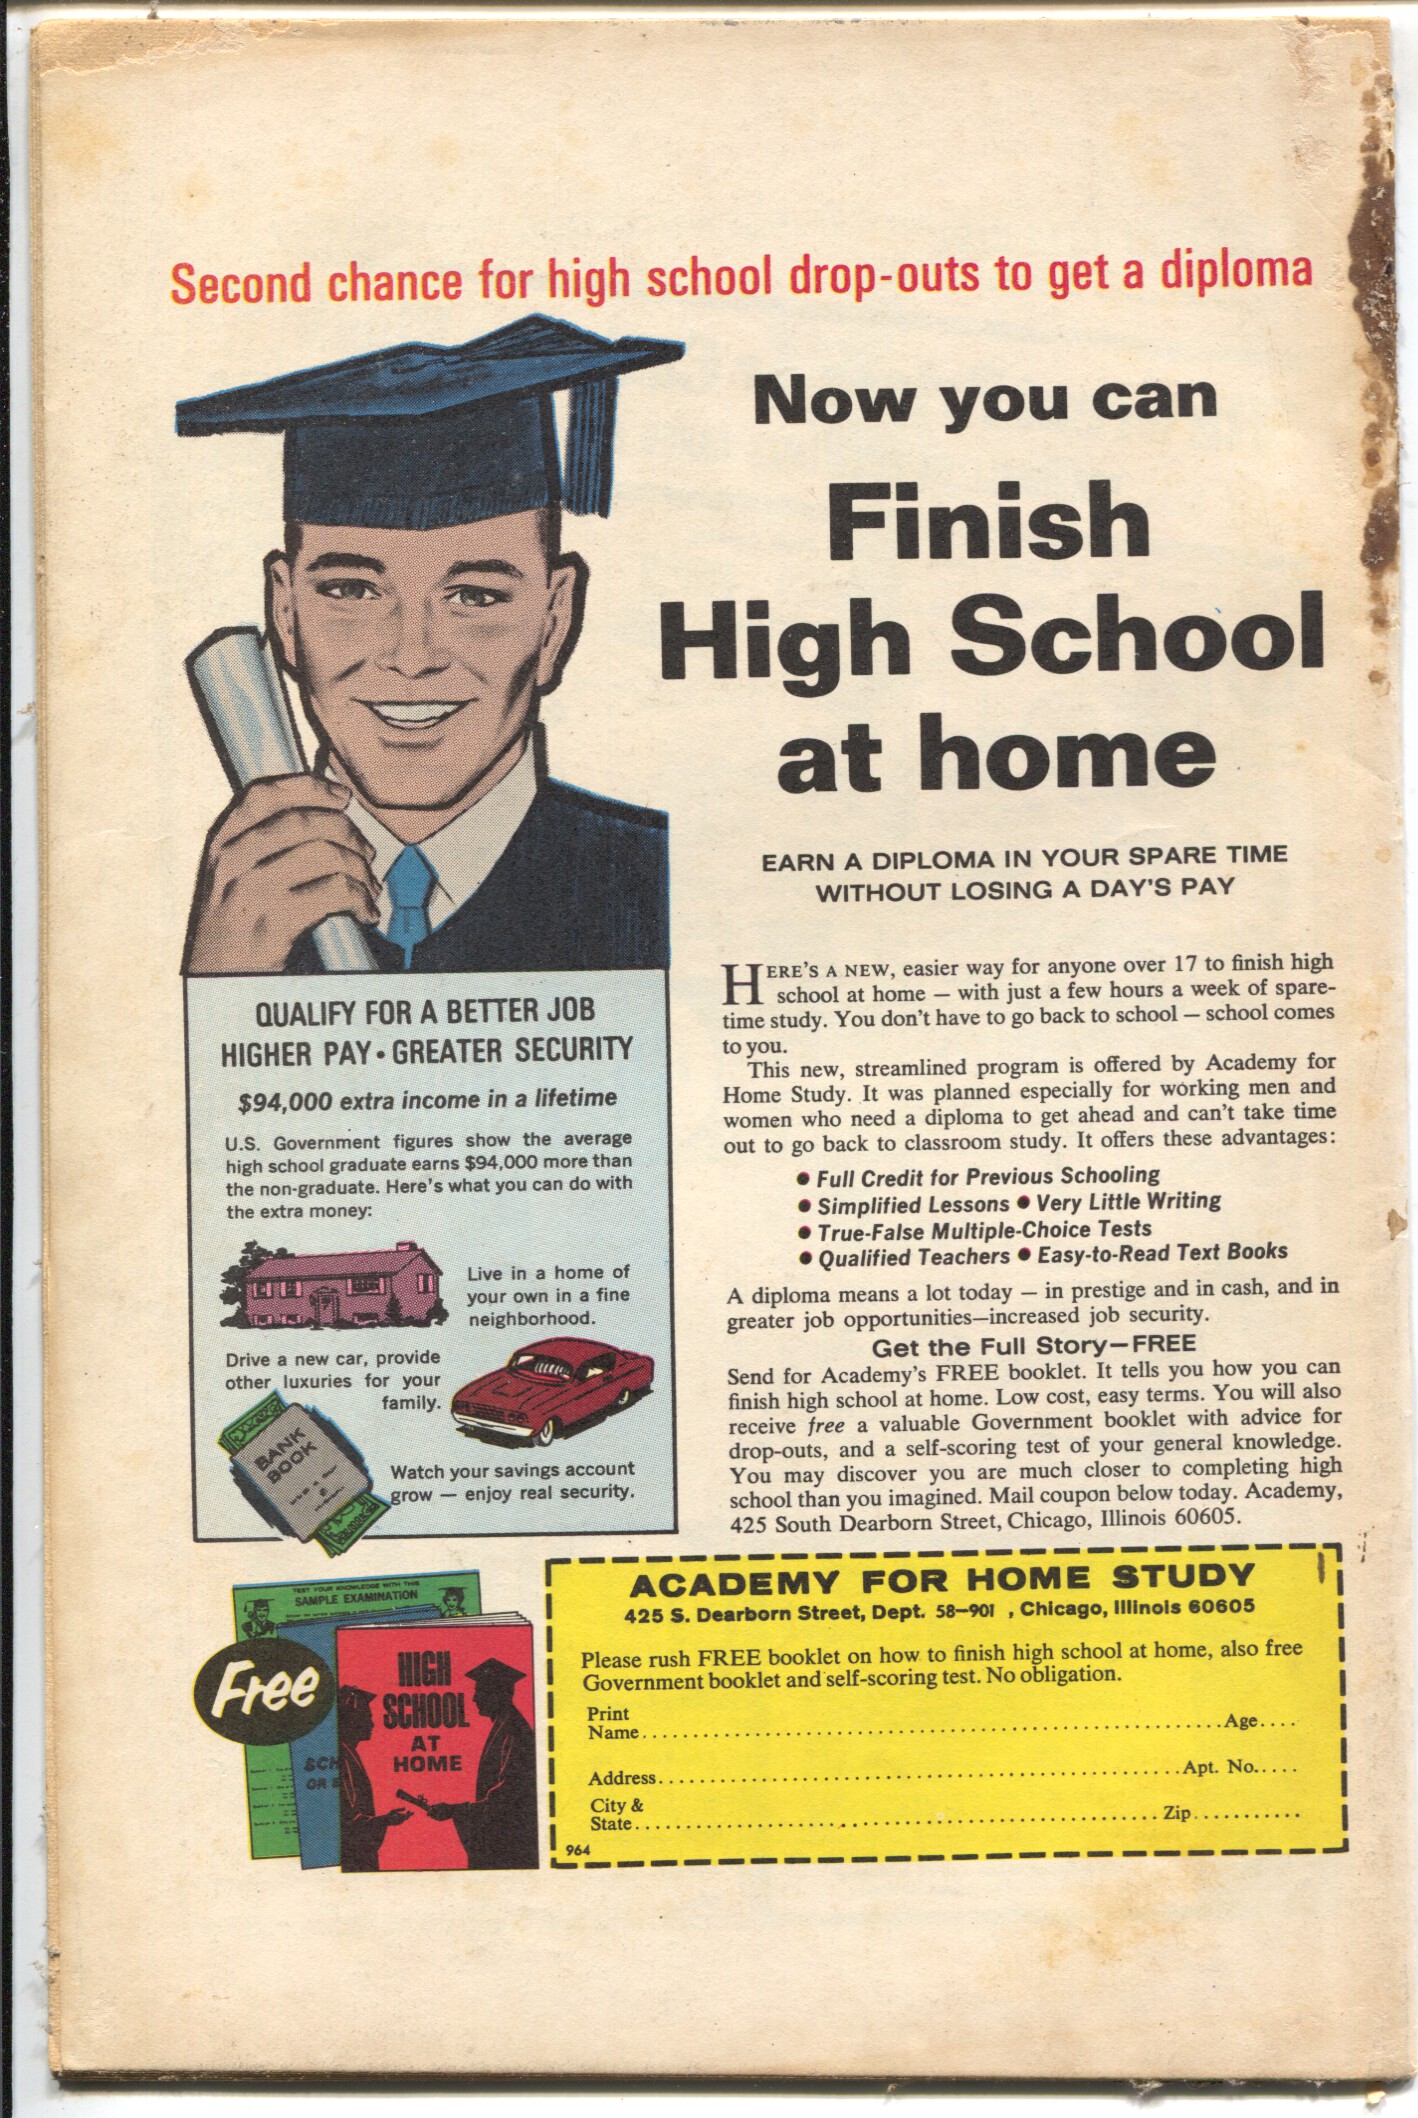 Second chance for high school drop-outs to get a diploma
Now you can
Finish
High School
at home
EARN A DIPLOMA IN YOUR SPARE TIME
WITHOUT LOSING A DAY'S PAY
HERE'S A NEW, easier way for anyone over 17 to finish high
school at home — with just a few hours a week of spare-
time study. You don't have to go back to school — school comes
to you.
This new, streamlined program is offered by Academy for
Home Study. It was planned especially for working men and
women who need a diploma to get ahead and can't take time
out to go back to classroom study. It offers these advantages:
● Full Credit for Previous Schooling
● Simplified Lessons ● Very Little Writing
● True-False Multiple-Choice Tests
● Qualified Teachers ● Easy-to-Read Text Books
A diploma means a lot today — in prestige and in cash, and in
greater job opportunities—increased job security.
Get the Full Story—FREE
Send for Academy's FREE booklet. It tells you how you can
finish high school at home. Low cost, easy terms. You will also
receive free a valuable Government booklet with advice for
drop-outs, and a self-scoring test of your general knowledge.
You may discover you are much closer to completing high
school than you imagined. Mail coupon below today. Academy,
425 South Dearborn Street, Chicago, Illinois 60605.
QUALIFY FOR A BETTER JOB
HIGHER PAY • GREATER SECURITY
$94,000 extra income in a lifetime
U.S. Government figures show the average
high school graduate earns $94,000 more than
the non-graduate. Here's what you can do with
the extra money:
Live in a home of
your own in a fine
neighborhood.
Drive a new car, provide
other luxuries for your
family.
BANK
BOOK
Watch your savings account
grow — enjoy real security.
TEST YOUR KNOWLEDGE WITH THIS
SAMPLE EXAMINATION
Free
HIGH
SCHOOL
AT
HOME
SCH
OR
ACADEMY FOR HOME STUDY
425 S. Dearborn Street, Dept. 58-901 , Chicago, Illinois 60605
Please rush FREE booklet on how to finish high school at home, also free
Government booklet and self-scoring test. No obligation.
Print
Name............................................................Age....
Address......................................................Apt. No.....
City &
State.....................................................Zip...........
964